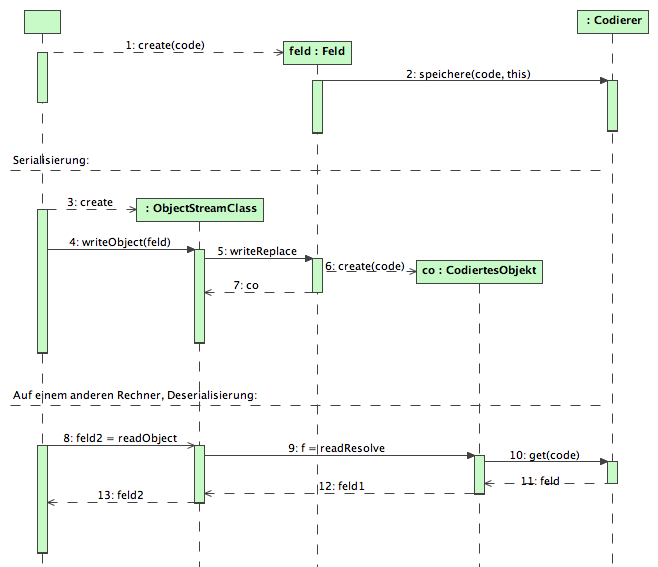 : Codierer
1: create(code)
feld : Feld
2: speichere(code, this)
Serialisierung:
3: create
: ObjectStreamClass
4: writeObject(feld)
5: writeReplace
6: create(code)
co : CodiertesObjekt
7: co
Auf einem anderen Rechner, Deserialisierung:
8: feld2 = readObject
9: f = readResolve
10: get(code)
11: feld
12: feld1
13: feld2